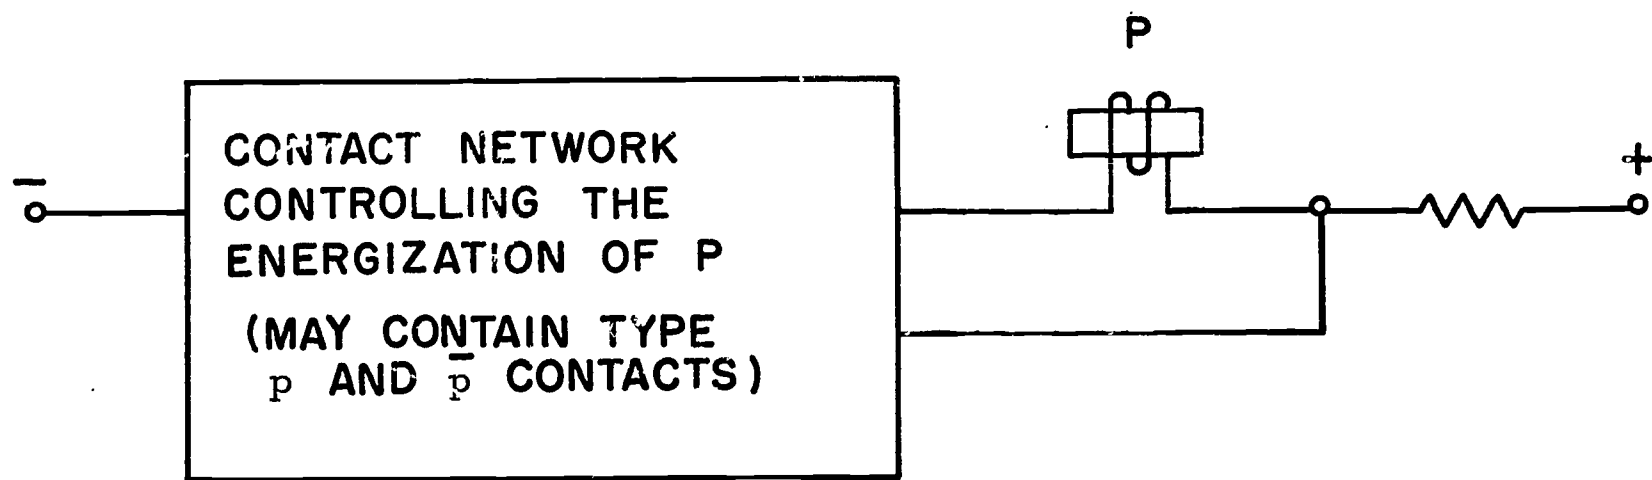 P
CONTACT NETWORK
CONTROLLING THE
ENERGIZATION OF P
(MAY CONTAIN TYPE
p AND p̅ CONTACTS)
−
+